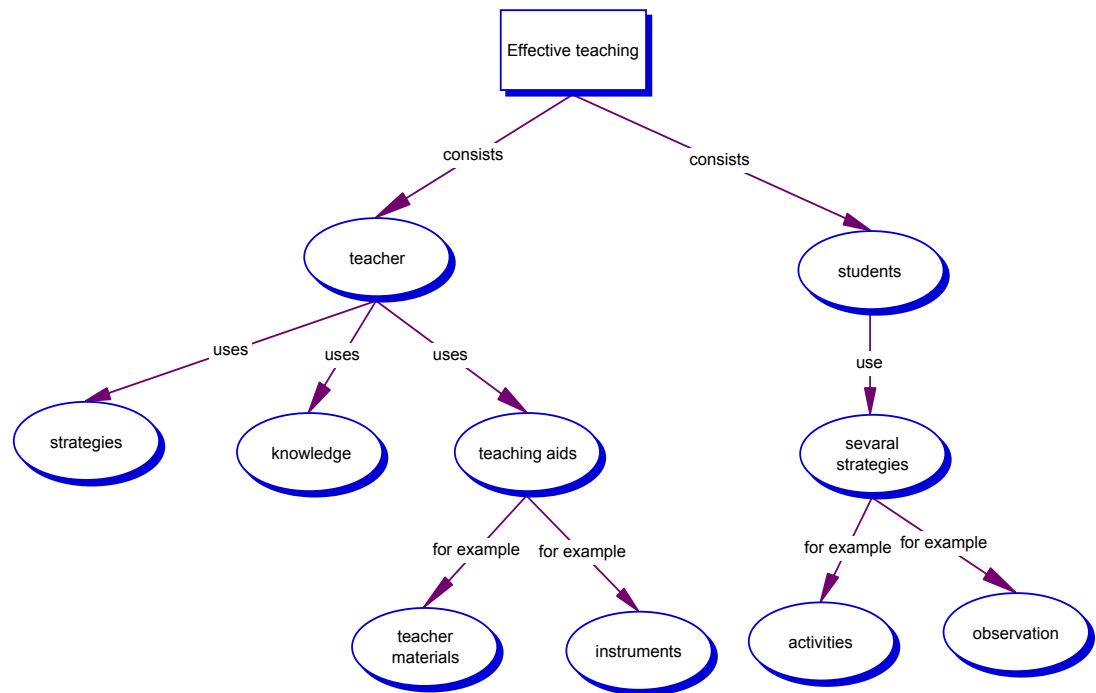 Effective teaching
consists
consists
teacher
students
uses
uses
uses
use
strategies
knowledge
teaching aids
sevaral
strategies
for example
for example
for example
for example
teacher
materials
instruments
activities
observation